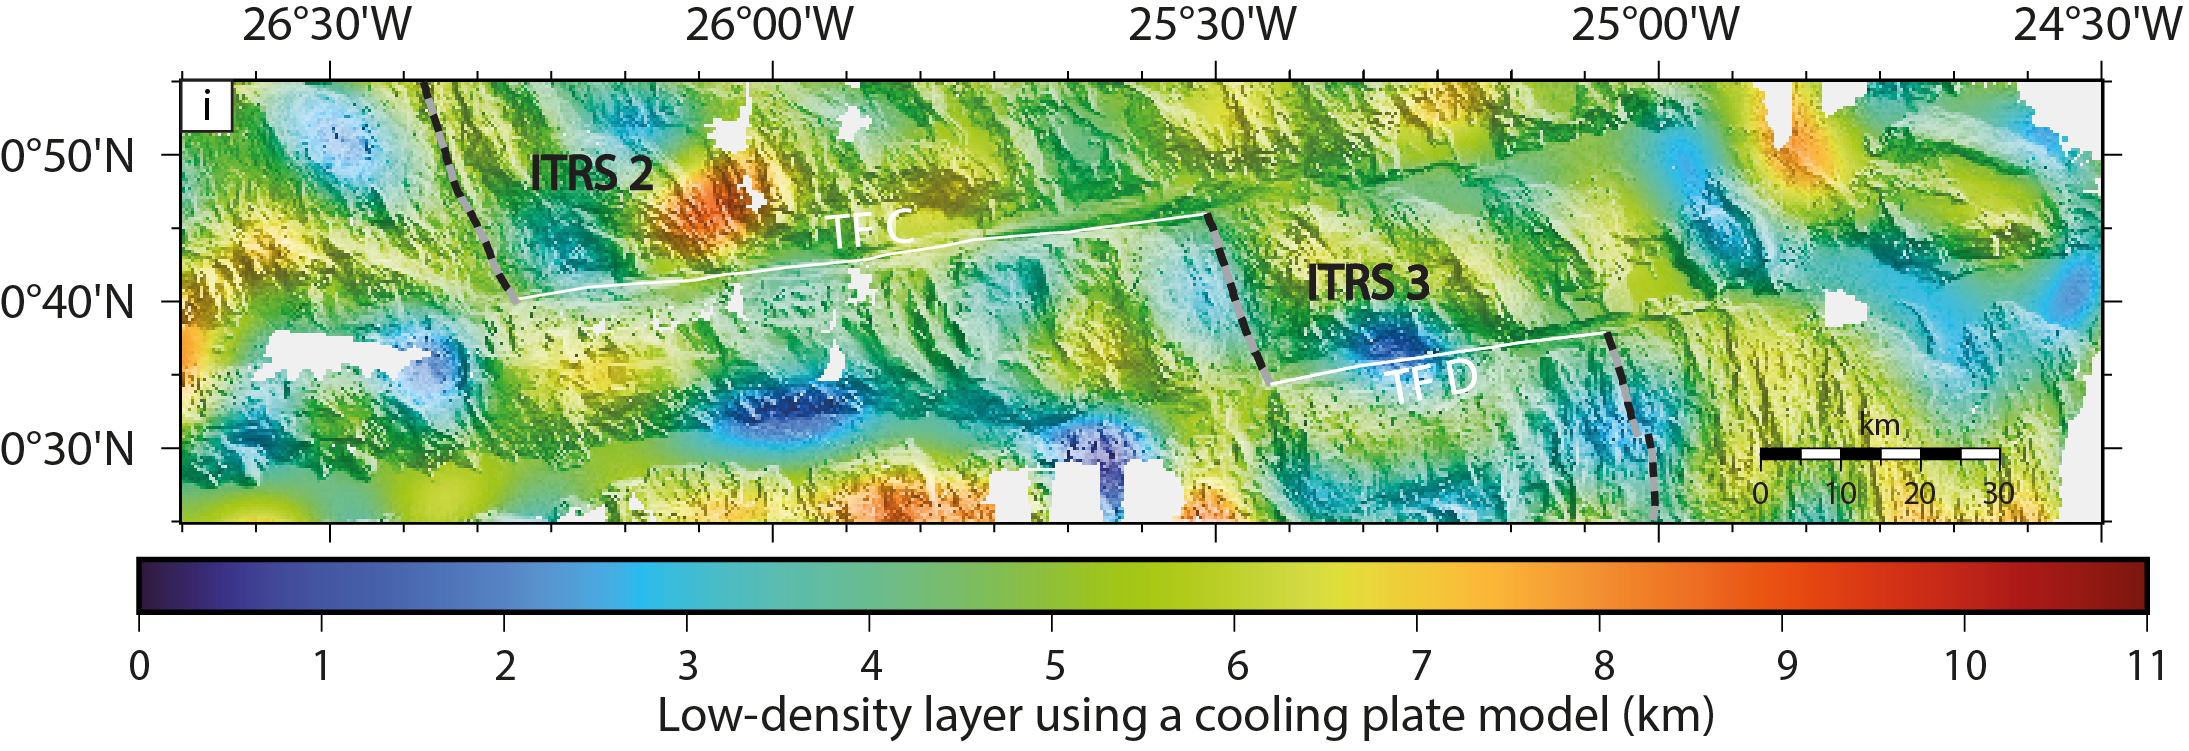 26°30'W 26°00'W 25°30'W 25°00'W 24°30'W
i
0°50'N
ITRS 2
TF C
0°40'N
ITRS 3
TF D
0°30'N
km
0 10 20 30
0 1 2 3 4 5 6 7 8 9 10 11
Low-density layer using a cooling plate model (km)